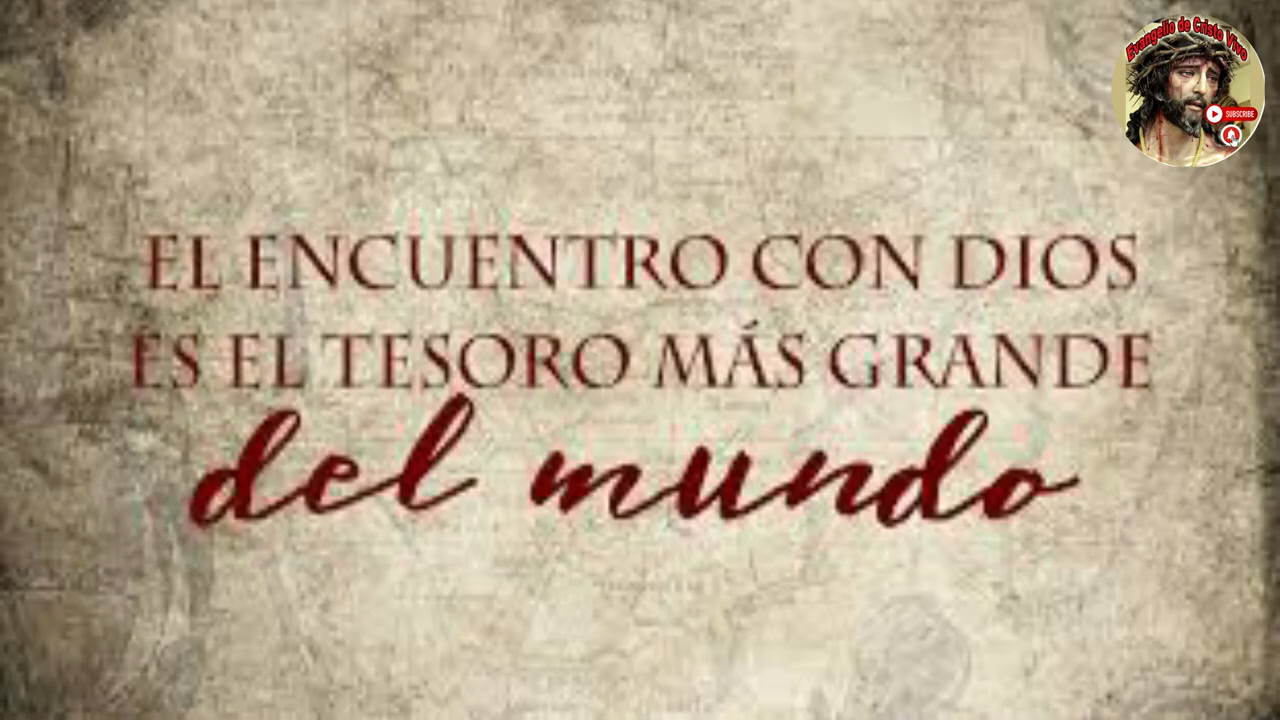 Evangelio de Cristo Vivo
SUBSCRIBE
EL ENCUENTRO CON DIOS
ES EL TESORO MÁS GRANDE
del mundo